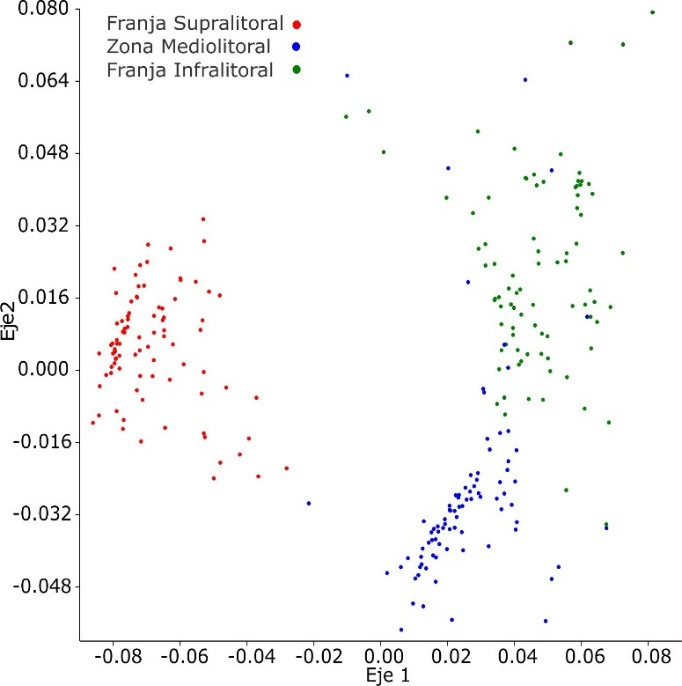 Franja Supralitoral
Zona Mediolitoral
Franja Infralitoral
0.080
0.064
0.048
0.032
0.016
0.000
-0.016
-0.032
-0.048
Eje2
-0.08 -0.06 -0.04 -0.02 0.00 0.02 0.04 0.06 0.08
Eje 1